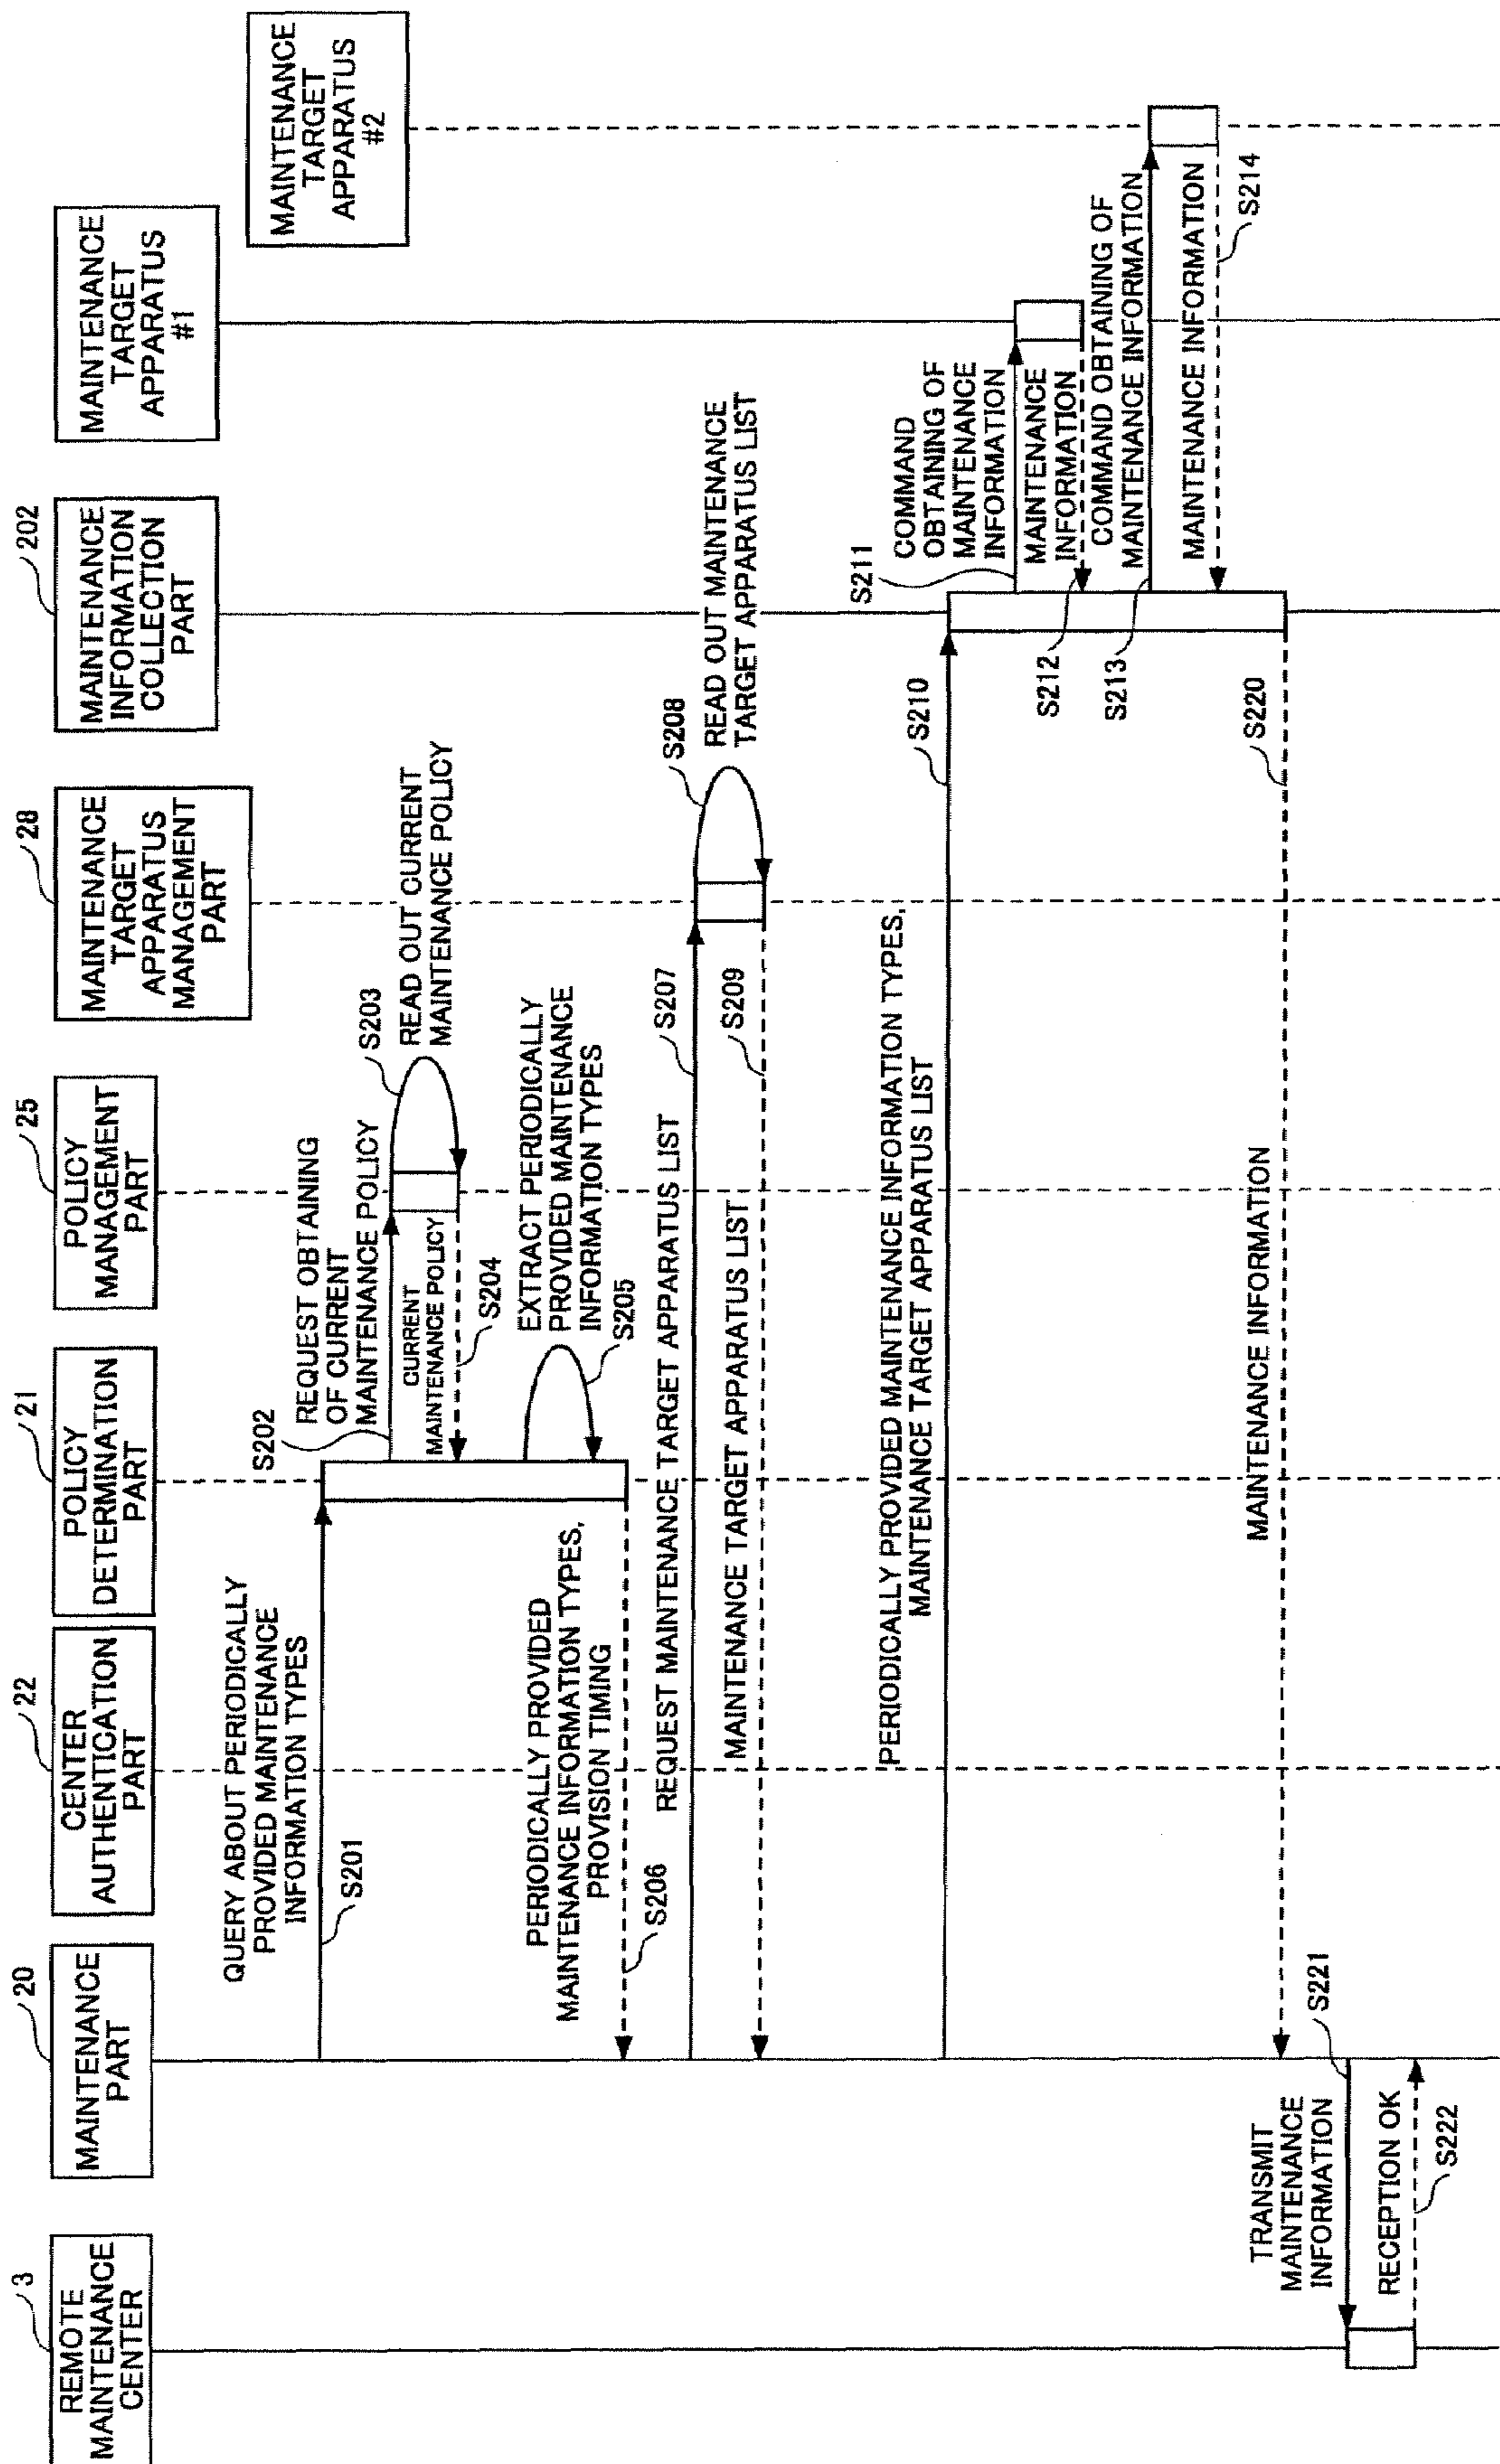 3
REMOTE
MAINTENANCE
CENTER
20
MAINTENANCE
PART
22
CENTER
AUTHENTICATION
PART
21
POLICY
DETERMINATION
PART
25
POLICY
MANAGEMENT
PART
28
MAINTENANCE
TARGET
APPARATUS
MANAGEMENT
PART
202
MAINTENANCE
INFORMATION
COLLECTION
PART
MAINTENANCE
TARGET
APPARATUS
#1
MAINTENANCE
TARGET
APPARATUS
#2
QUERY ABOUT PERIODICALLY
PROVIDED MAINTENANCE
INFORMATION TYPES
S201
S202
REQUEST OBTAINING
OF CURRENT
MAINTENANCE POLICY
S203
READ OUT CURRENT
MAINTENANCE POLICY
CURRENT
MAINTENANCE POLICY
S204
EXTRACT PERIODICALLY
PROVIDED MAINTENANCE
INFORMATION TYPES
S205
PERIODICALLY PROVIDED
MAINTENANCE INFORMATION TYPES,
PROVISION TIMING
S206
REQUEST MAINTENANCE TARGET APPARATUS LIST
S207
S208
READ OUT MAINTENANCE
TARGET APPARATUS LIST
MAINTENANCE TARGET APPARATUS LIST
S209
PERIODICALLY PROVIDED MAINTENANCE INFORMATION TYPES,
MAINTENANCE TARGET APPARATUS LIST
S210
S211
COMMAND
OBTAINING OF
MAINTENANCE
INFORMATION
MAINTENANCE
INFORMATION
S212
COMMAND OBTAINING OF
MAINTENANCE INFORMATION
S213
MAINTENANCE INFORMATION
S214
MAINTENANCE INFORMATION
S220
TRANSMIT
MAINTENANCE
INFORMATION
S221
RECEPTION OK
S222